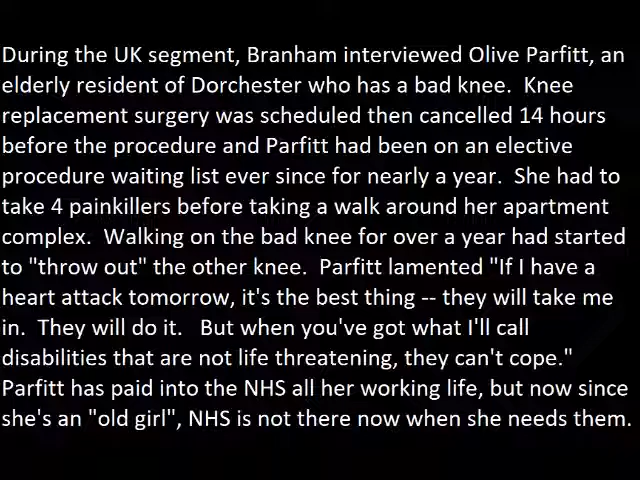 During the UK segment, Branham interviewed Olive Parfitt, an
elderly resident of Dorchester who has a bad knee.  Knee
replacement surgery was scheduled then cancelled 14 hours
before the procedure and Parfitt had been on an elective
procedure waiting list ever since for nearly a year.  She had to
take 4 painkillers before taking a walk around her apartment
complex.  Walking on the bad knee for over a year had started
to "throw out" the other knee.  Parfitt lamented "If I have a
heart attack tomorrow, it's the best thing -- they will take me
in.  They will do it.   But when you've got what I'll call
disabilities that are not life threatening, they can't cope."
Parfitt has paid into the NHS all her working life, but now since
she's an "old girl", NHS is not there now when she needs them.